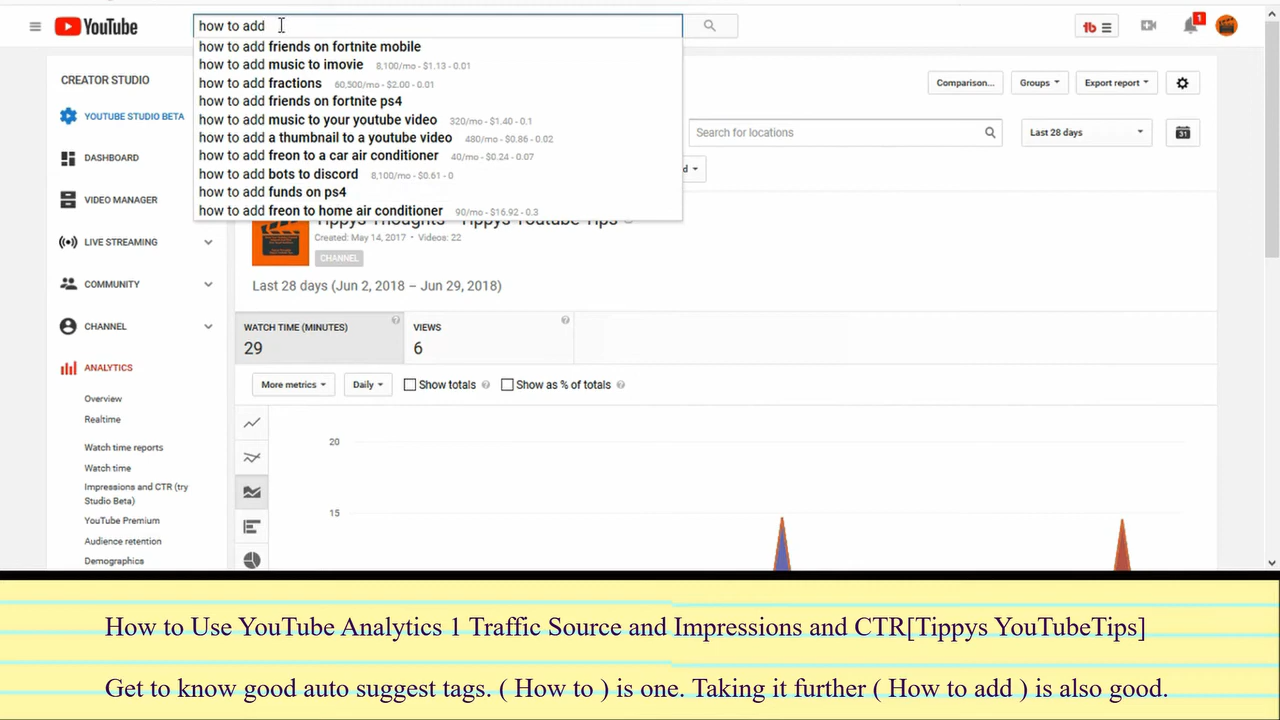 YouTube
how to add
how to add friends on fortnite mobile
how to add music to imovie 8,100/mo - $1.13 - 0.01
how to add fractions 60,500/mo - $2.00 - 0.01
how to add friends on fortnite ps4
how to add music to your youtube video 320/mo - $1.40 - 0.1
how to add a thumbnail to a youtube video 480/mo - $0.86 - 0.02
how to add freon to a car air conditioner 40/mo - $0.24 - 0.07
how to add bots to discord 8,100/mo - $0.61 - 0
how to add funds on ps4
how to add freon to home air conditioner 90/mo - $16.92 - 0.3
1
CREATOR STUDIO
YOUTUBE STUDIO BETA
DASHBOARD
VIDEO MANAGER
LIVE STREAMING
COMMUNITY
CHANNEL
ANALYTICS
Overview
Realtime
Watch time reports
Watch time
Impressions and CTR (try
Studio Beta)
YouTube Premium
Audience retention
Demographics
Comparison...
Groups
Export report
Search for locations
Last 28 days
31
Tippys Thoughts - Tippys Youtube Tips
Created: May 14, 2017 • Videos: 22
CHANNEL
Last 28 days (Jun 2, 2018 – Jun 29, 2018)
WATCH TIME (MINUTES)
29
VIEWS
6
More metrics
Daily
Show totals
Show as % of totals
20
15
How to Use YouTube Analytics 1 Traffic Source and Impressions and CTR[Tippys YouTubeTips]
Get to know good auto suggest tags. ( How to ) is one. Taking it further ( How to add ) is also good.